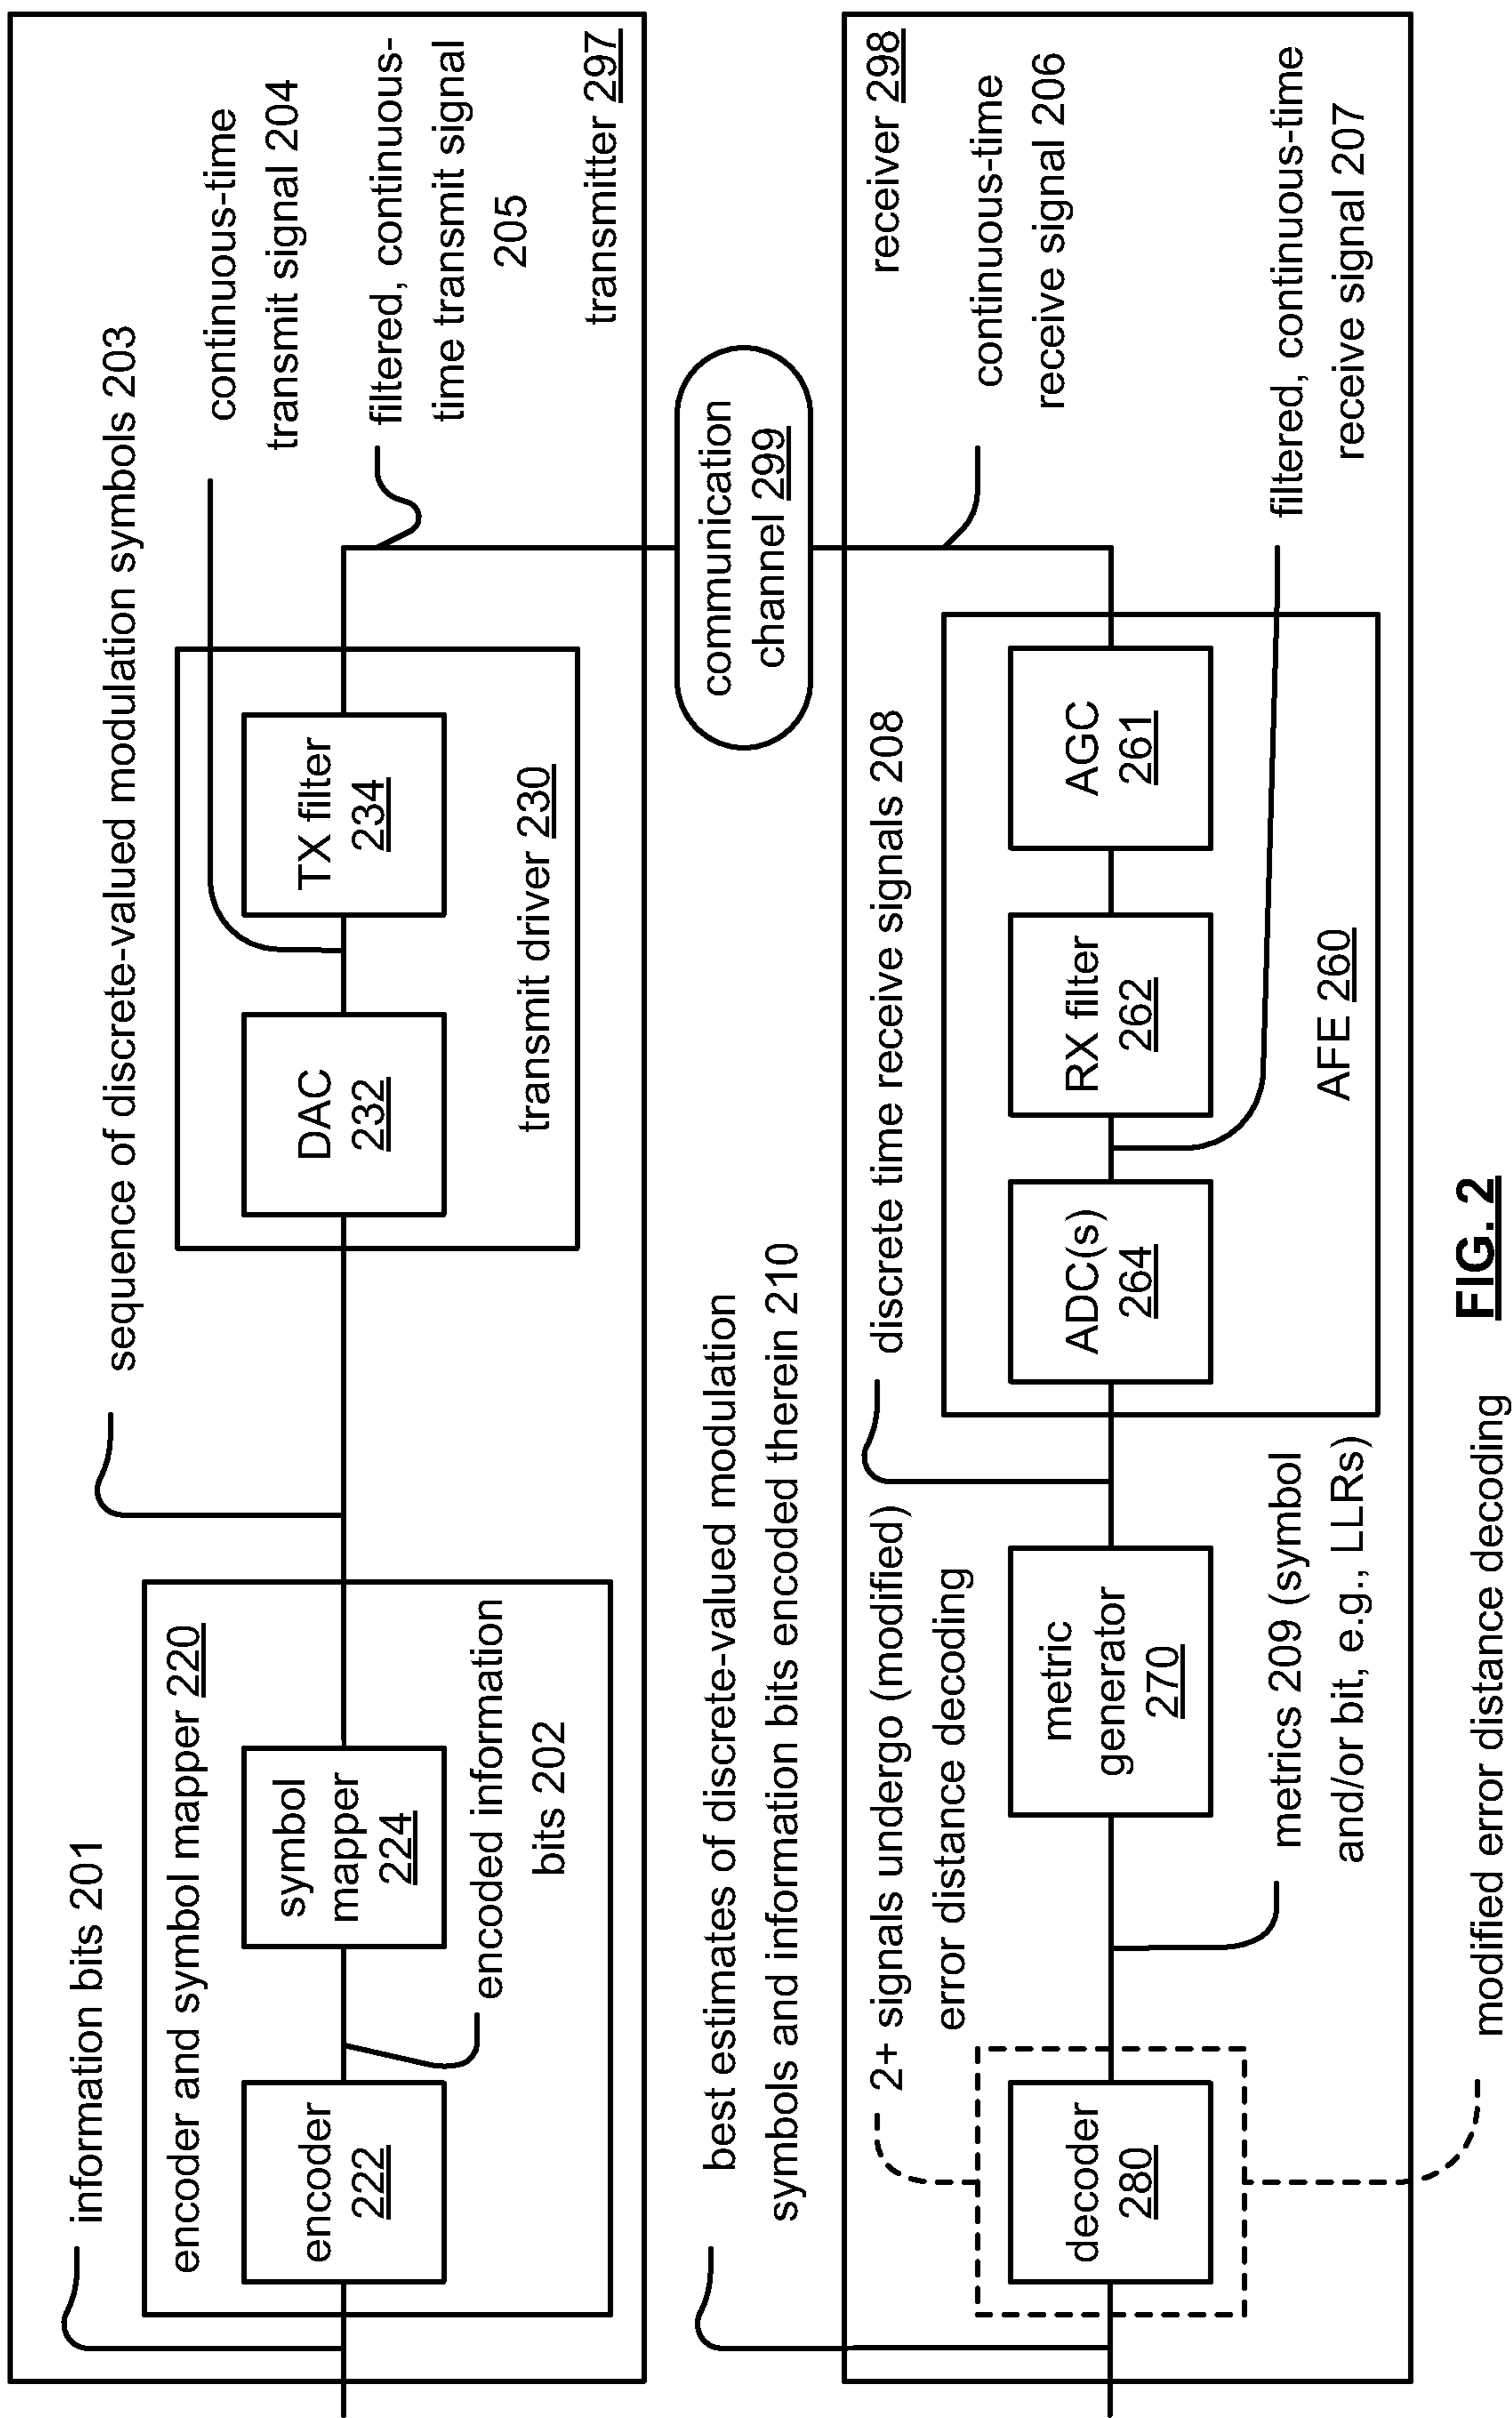 information bits 201
sequence of discrete-valued modulation symbols 203
continuous-time
transmit signal 204
encoder and symbol mapper 220
encoder
222
symbol
mapper
224
encoded information
bits 202
DAC
232
TX filter
234
transmit driver 230
filtered, continuous-
time transmit signal
205
transmitter 297
communication
channel 299
best estimates of discrete-valued modulation
symbols and information bits encoded therein 210
2+ signals undergo (modified)
error distance decoding
discrete time receive signals 208
receiver 298
continuous-time
receive signal 206
decoder
280
metric
generator
270
ADC(s)
264
RX filter
262
AGC
261
metrics 209 (symbol
and/or bit, e.g., LLRs)
AFE 260
filtered, continuous-time
receive signal 207
modified error distance decoding
FIG. 2